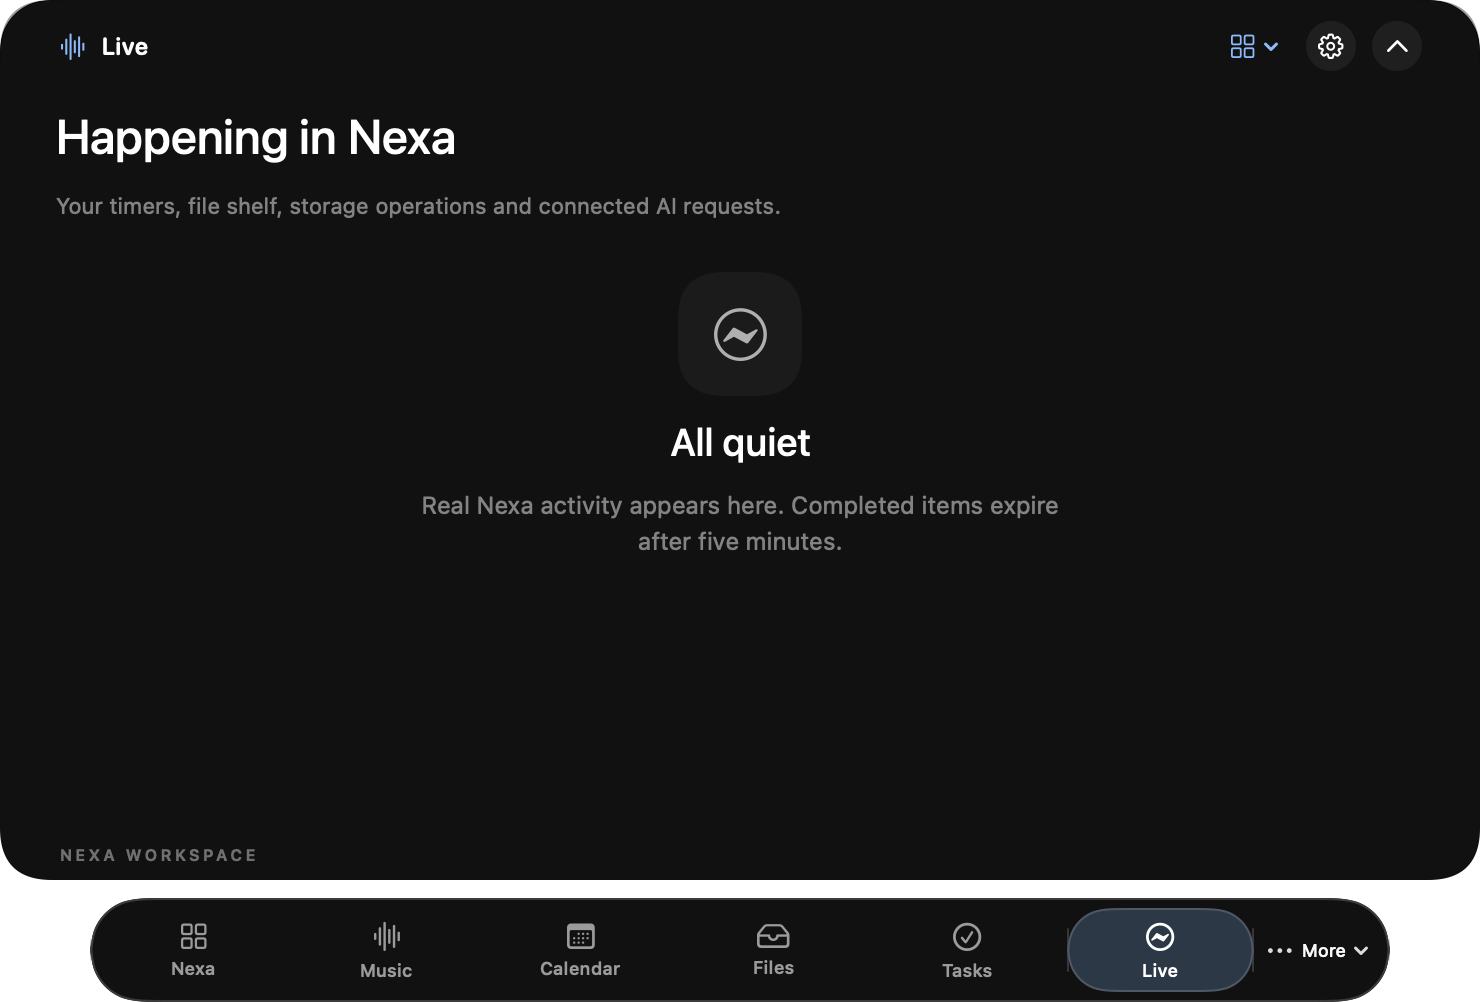 Live
Happening in Nexa
Your timers, file shelf, storage operations and connected AI requests.
All quiet
Real Nexa activity appears here. Completed items expire
after five minutes.
NEXA WORKSPACE
Nexa
Music
Calendar
Files
Tasks
Live
More